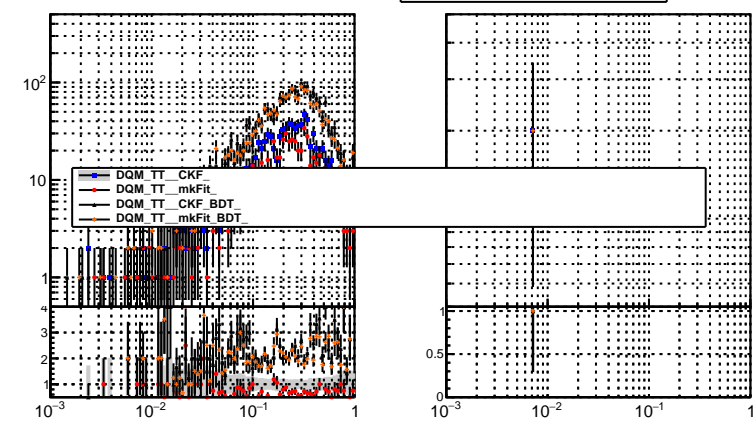 10²
10
1
DQM_TT__CKF_
DQM_TT__mkFit_
DQM_TT__CKF_BDT_
DQM_TT__mkFit_BDT_
4
3
2
1
10⁻³ 10⁻² 10⁻¹ 1
1
0.5
0
10⁻³ 10⁻² 10⁻¹ 1